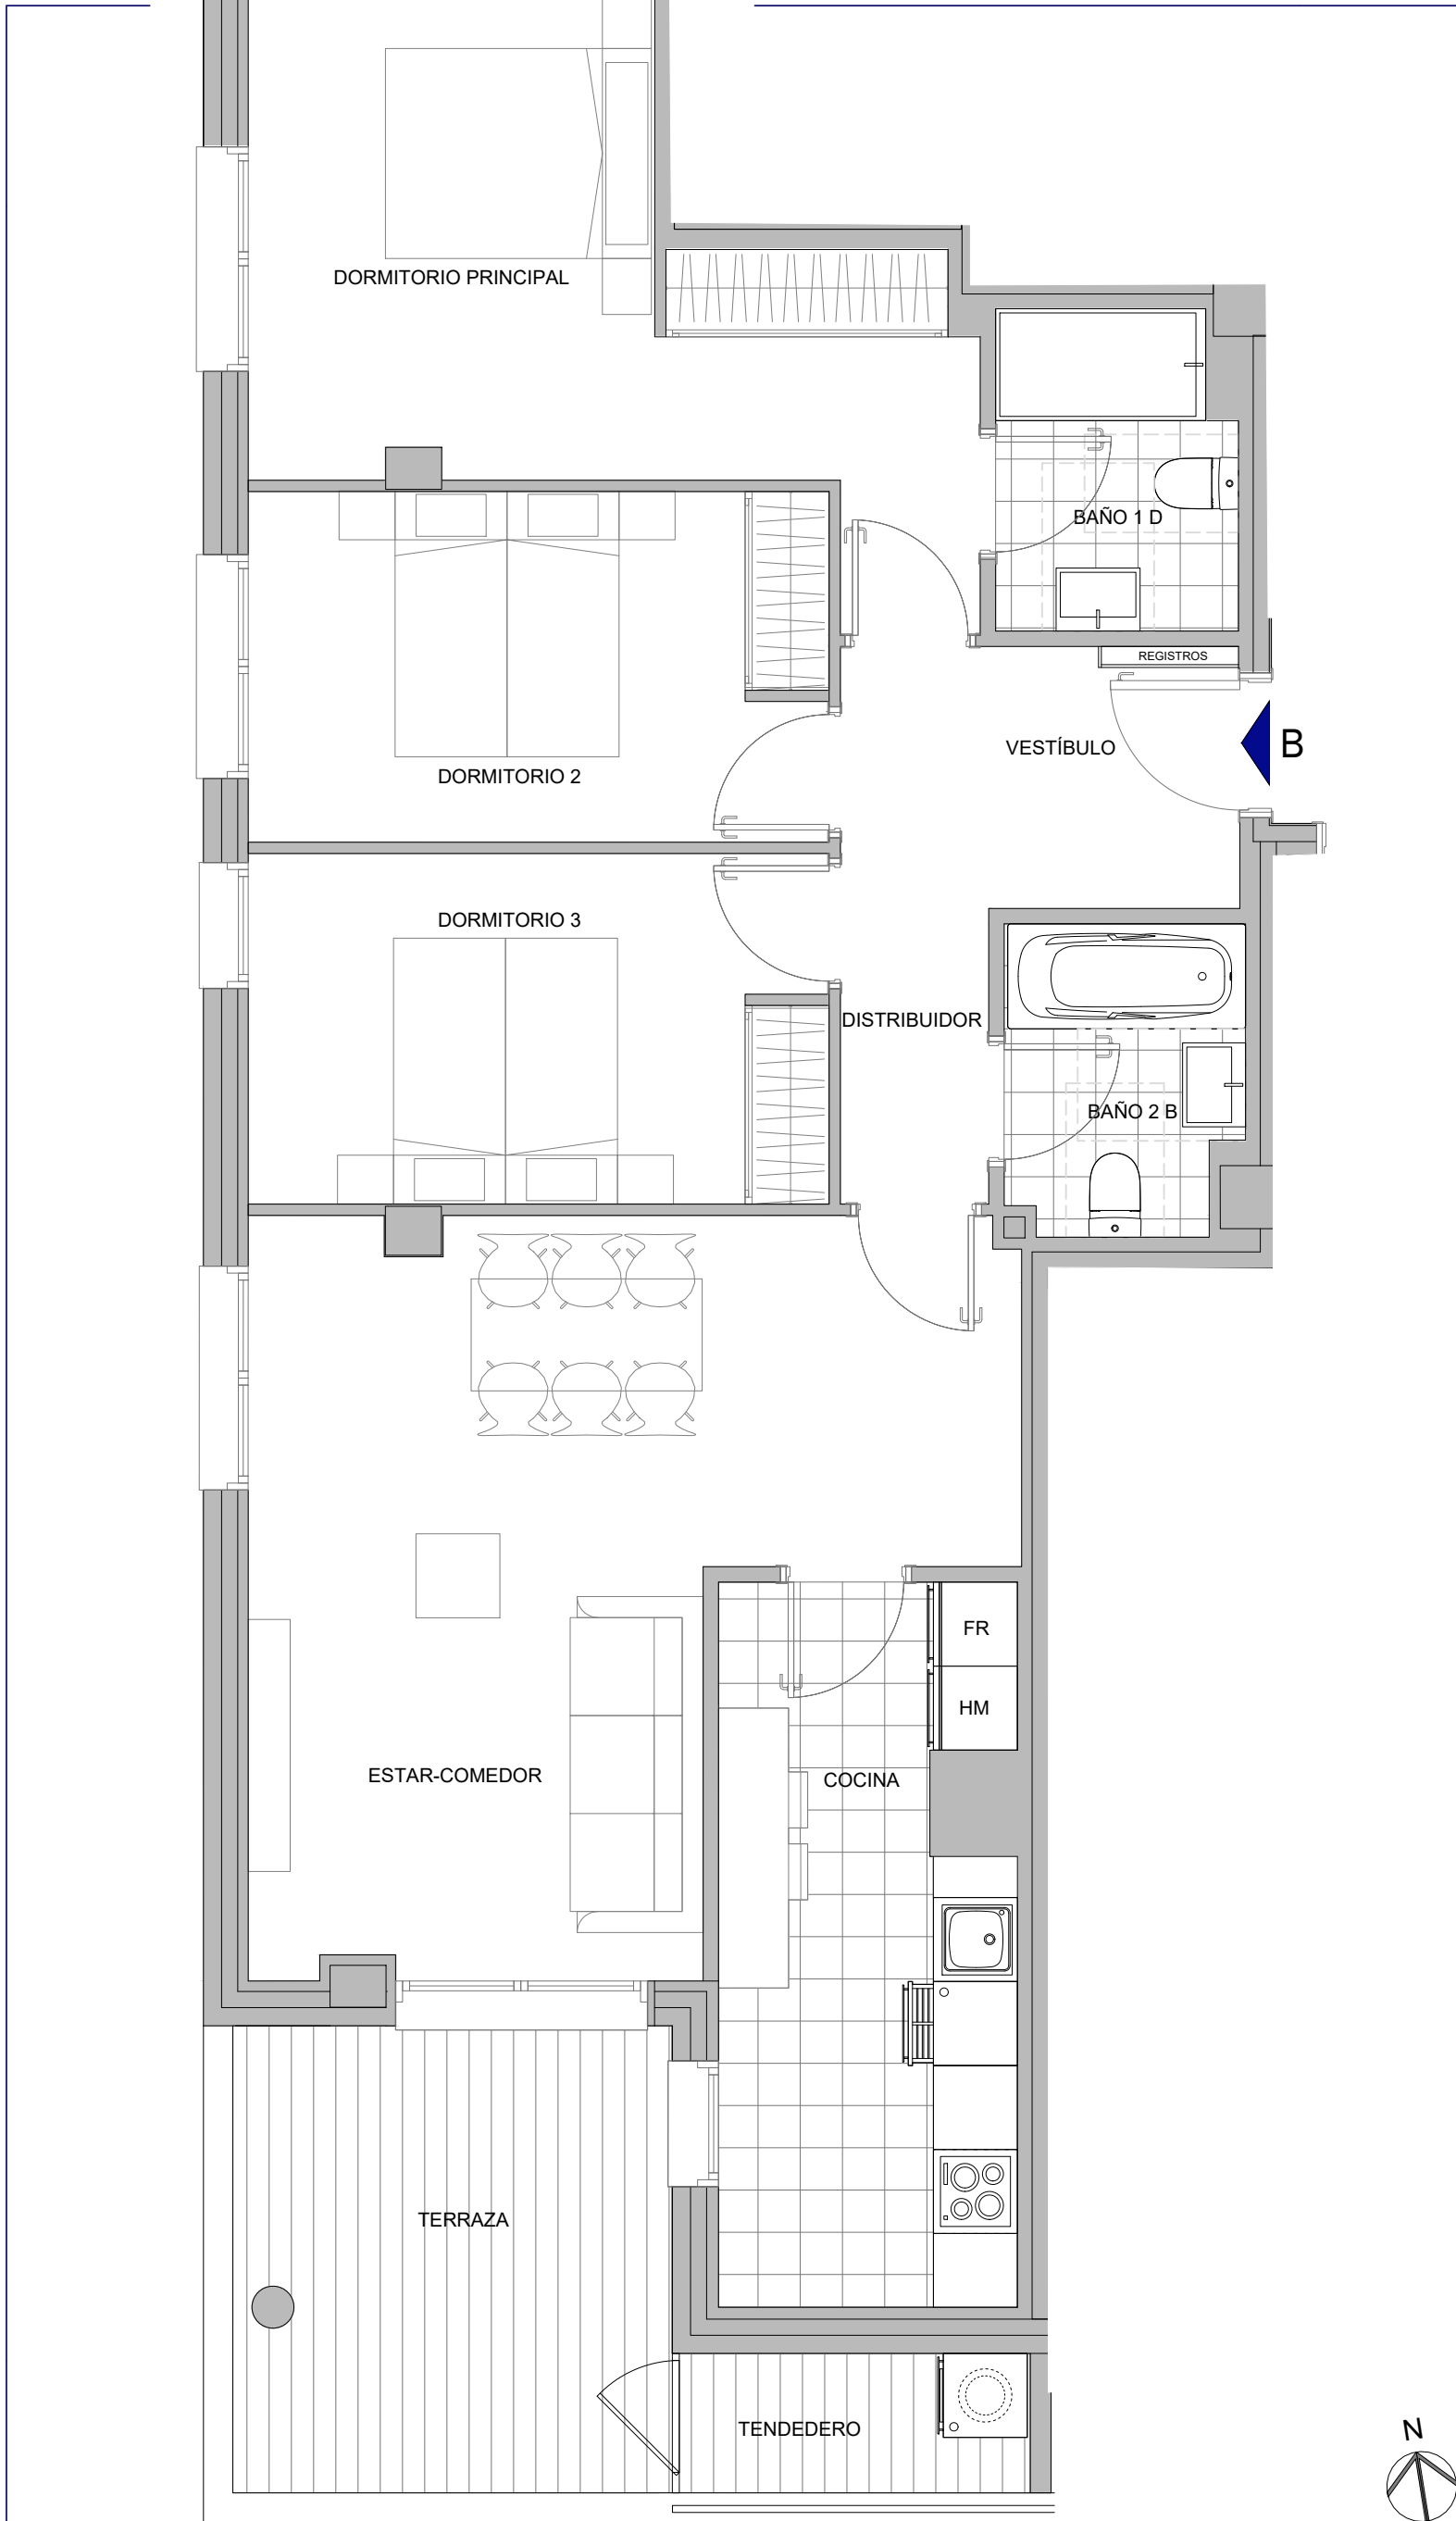 DORMITORIO PRINCIPAL
BAÑO 1 D
REGISTROS
VESTÍBULO
B
DORMITORIO 2
DORMITORIO 3
DISTRIBUIDOR
BAÑO 2 B
FR
HM
ESTAR-COMEDOR
COCINA
TERRAZA
TENDEDERO
N